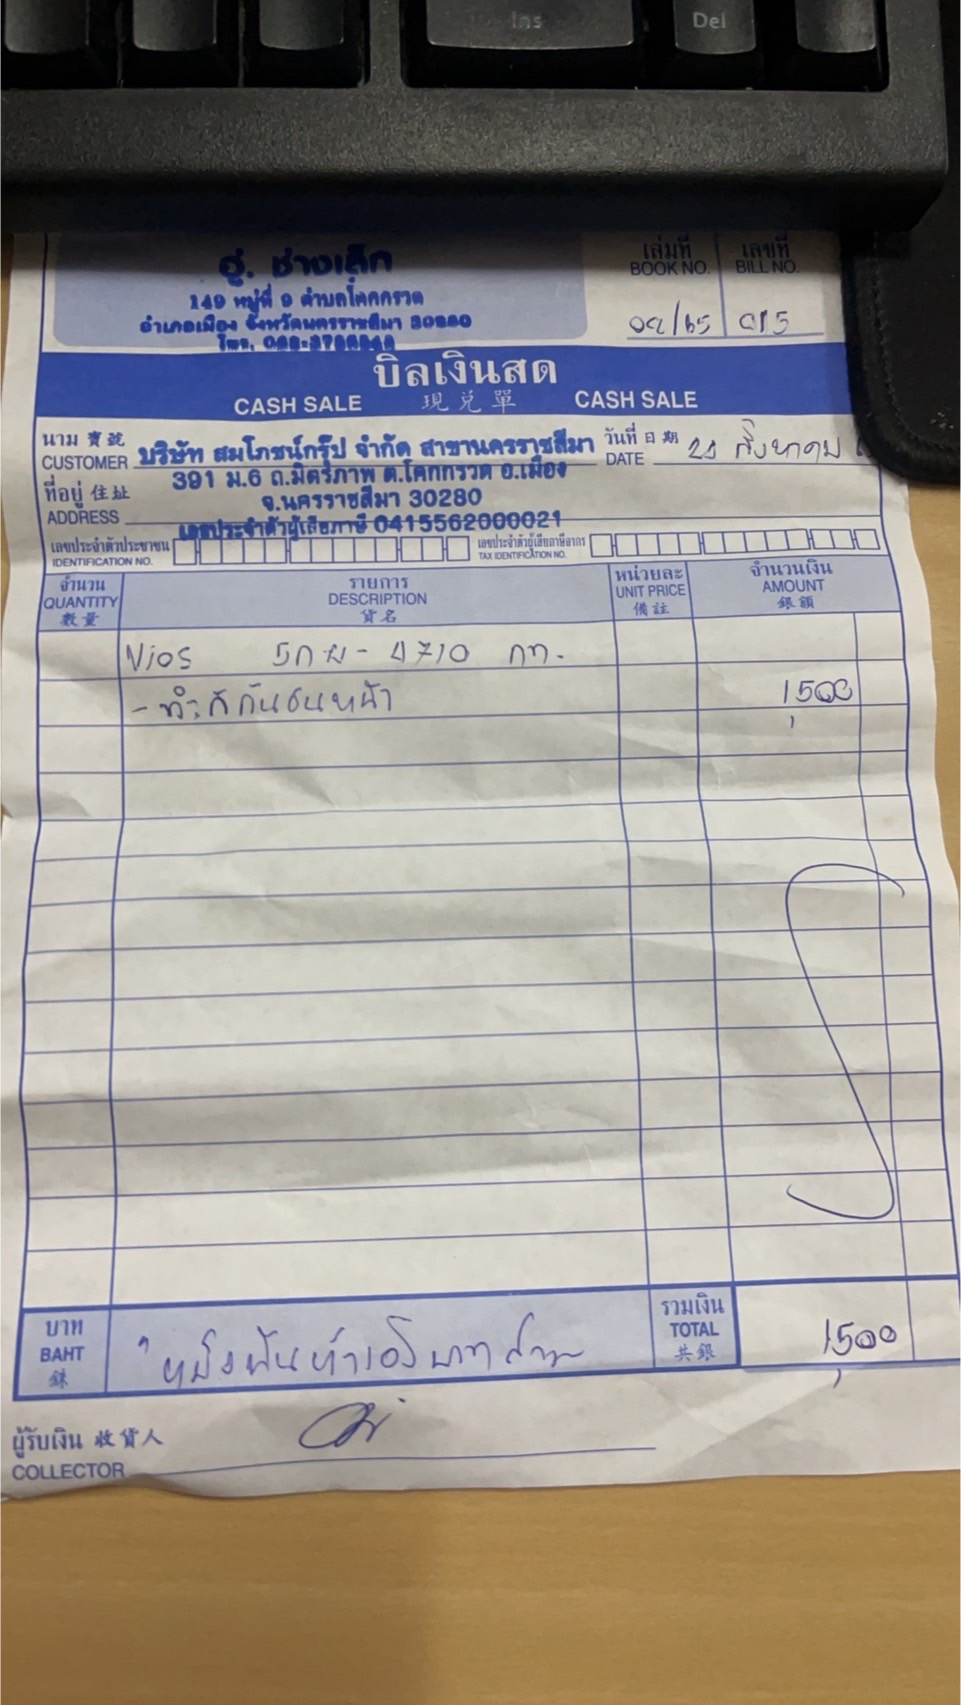 Ins Del
อู่. ช่างเล็ก
149 หมู่ที่ 9 ตำบลโคกกรวด
อำเภอเมือง จังหวัดนครราชสีมา 30280
โทร.
เล่มที่ เลขที่
BOOK NO. BILL NO.
02/65 015
บิลเงินสด
CASH SALE 現兌單 CASH SALE
นาม 寶號
CUSTOMER บริษัท สมโภชน์กรุ๊ป จำกัด สาขานครราชสีมา
วันที่ 日期
DATE สิงหาคม
ที่อยู่ 住址
ADDRESS
391 ม.6 ถ.มิตรภาพ ต.โคกกรวด อ.เมือง
จ.นครราชสีมา 30280
เลขประจำตัวผู้เสียภาษี 0415562000021
เลขประจำตัวประชาชน
IDENTIFICATION NO.
เลขประจำตัวผู้เสียภาษีอากร
TAX IDENTIFICATION NO.
จำนวน รายการ หน่วยละ จำนวนเงิน
QUANTITY DESCRIPTION UNIT PRICE AMOUNT
數量 貨名 備註 銀額
Vios 5กฆ-4710 กท.
- ทำสีกันชนหน้า 1,500
บาท
BAHT
銖
หนึ่งพันห้าร้อยบาทถ้วน
รวมเงิน
TOTAL
共銀
1,500
ผู้รับเงิน 收貨人
COLLECTOR